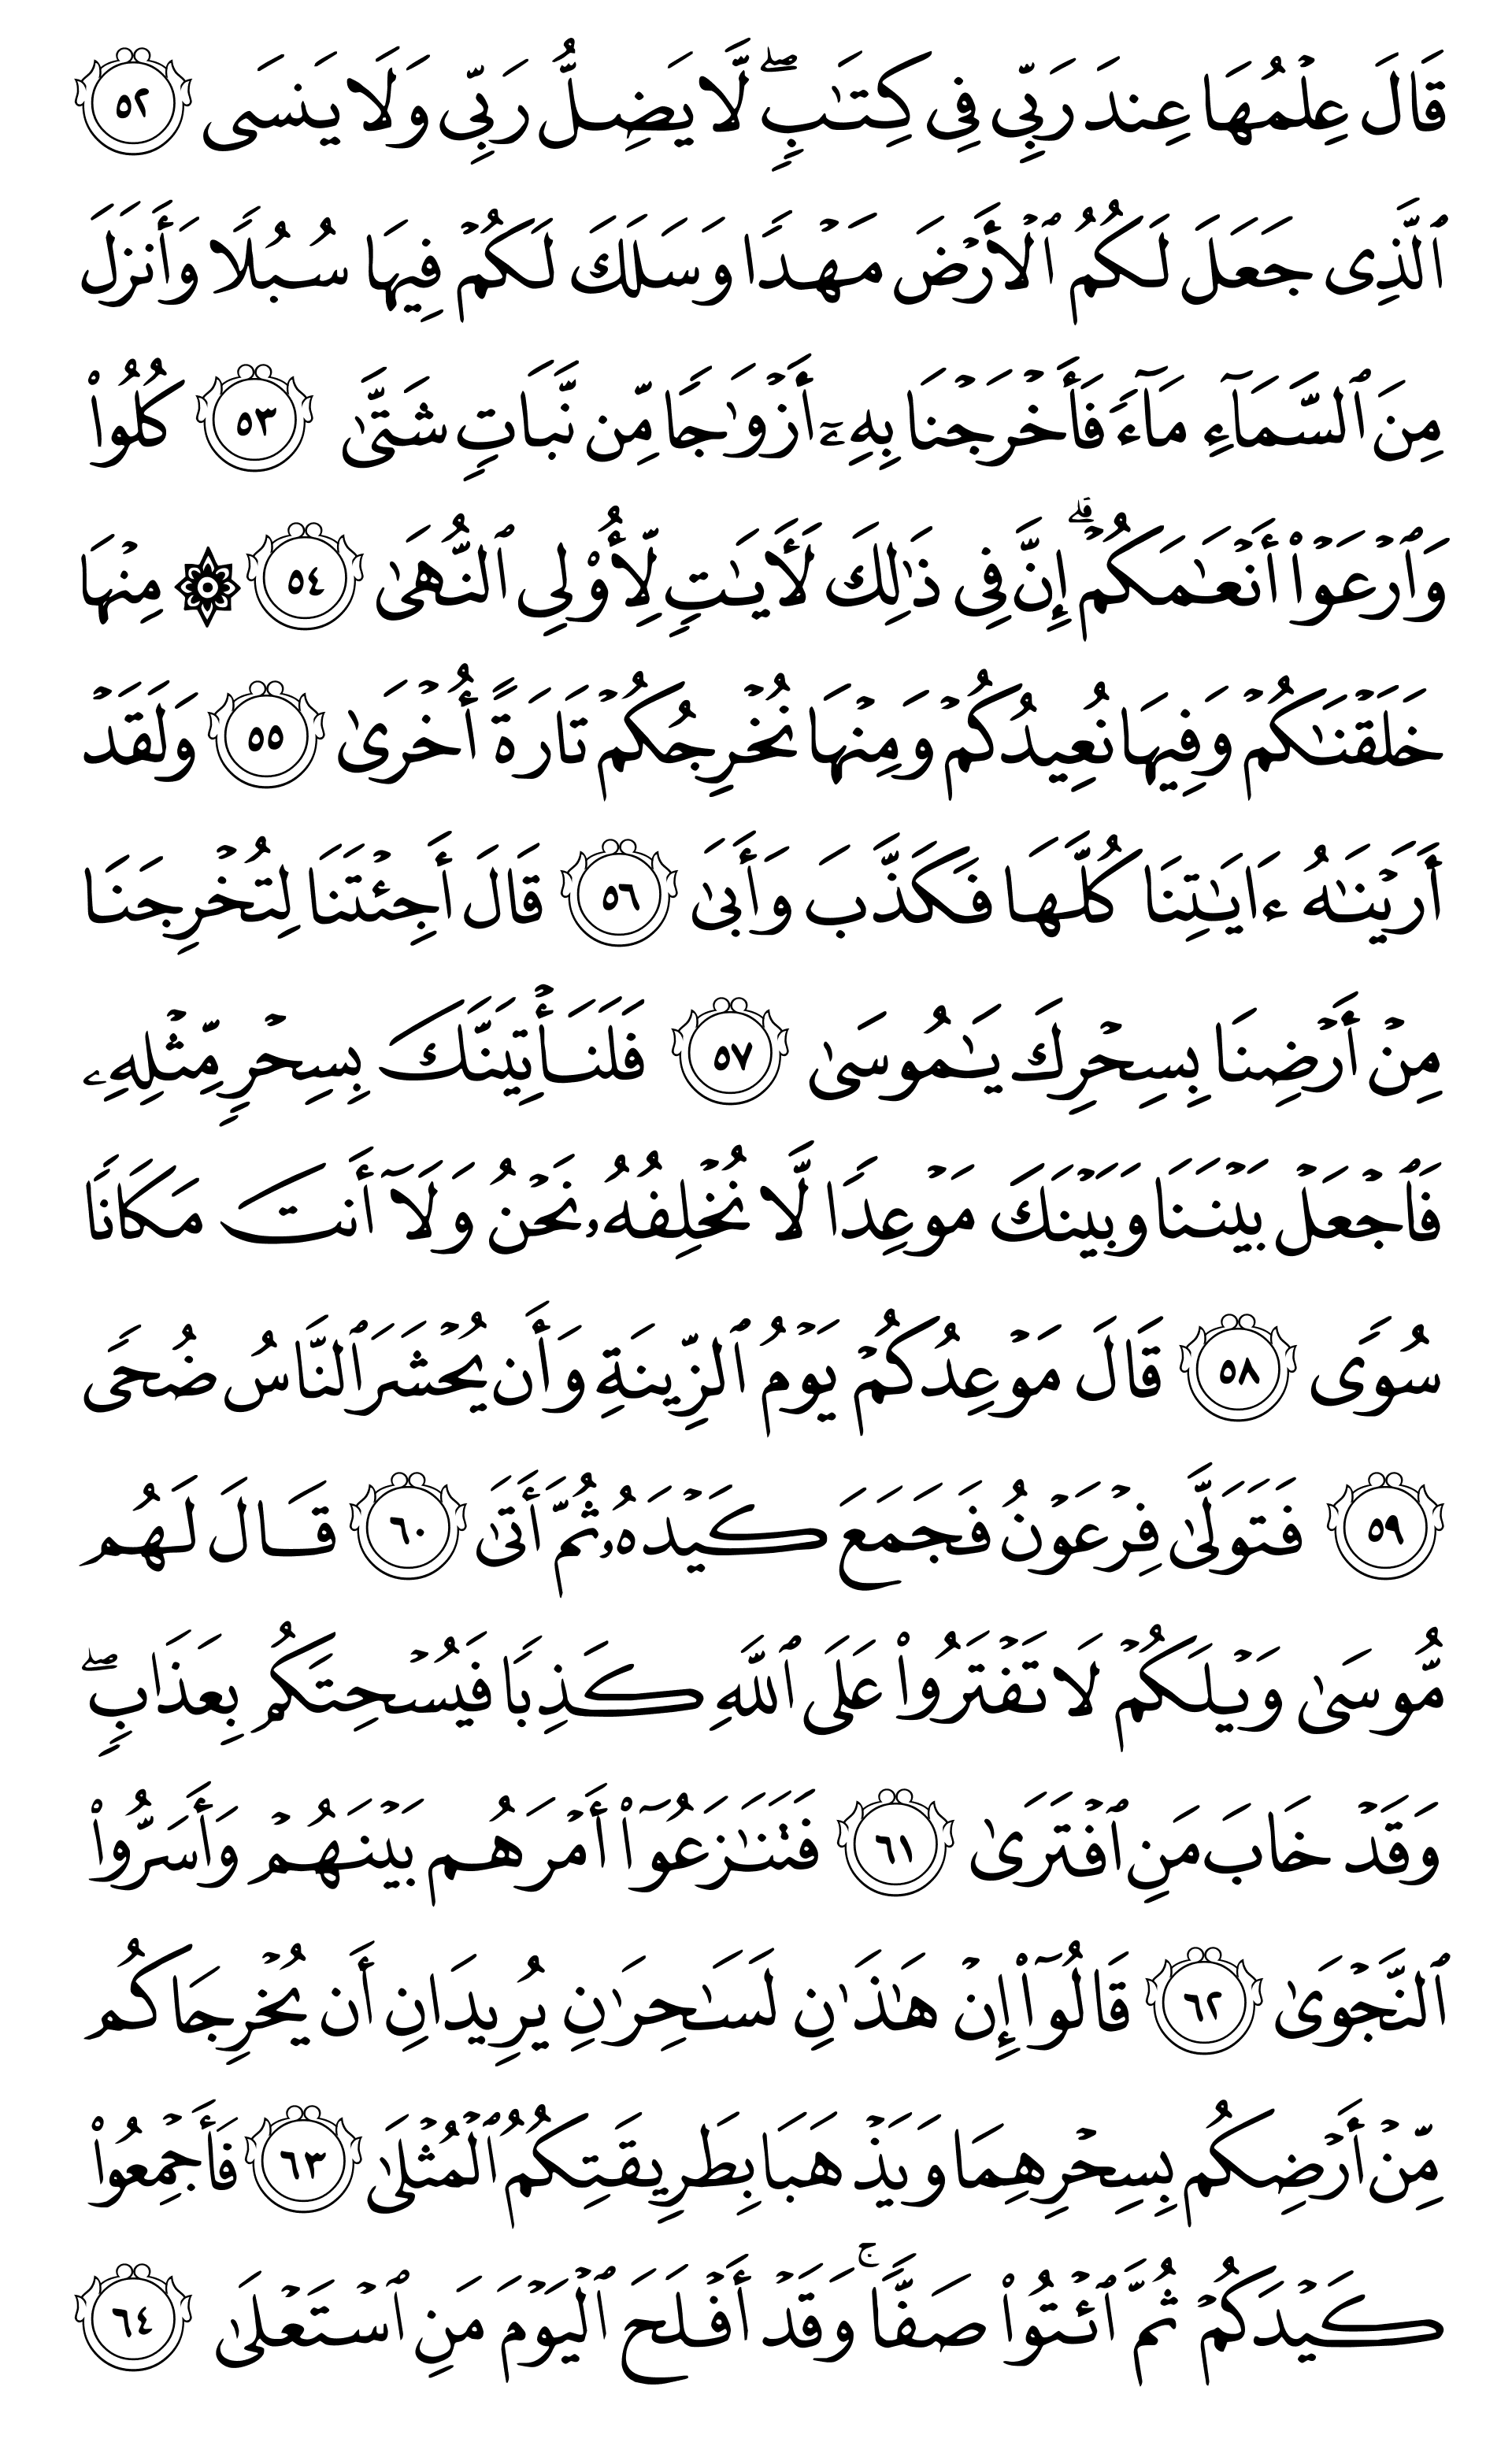 قَالَ عِلْمُهَا عِندَ رَبِّى فِى كِتَـٰبٍۢ ۖ لَّا يَضِلُّ رَبِّى وَلَا يَنسَى ٥٢
ٱلَّذِى جَعَلَ لَكُمُ ٱلْأَرْضَ مَهْدًا وَسَلَكَ لَكُمْ فِيهَا سُبُلًا وَأَنزَلَ
مِنَ ٱلسَّمَآءِ مَآءً فَأَخْرَجْنَا بِهِۦٓ أَزْوَٰجًا مِّن نَّبَاتٍ شَتَّىٰ ٥٣ كُلُوا۟
وَٱرْعَوْا۟ أَنْعَـٰمَكُمْ ۗ إِنَّ فِى ذَٰلِكَ لَـَٔايَـٰتٍ لِّأُو۟لِى ٱلنُّهَىٰ ٥٤ ۞ مِنْهَا
خَلَقْنَـٰكُمْ وَفِيهَا نُعِيدُكُمْ وَمِنْهَا نُخْرِجُكُمْ تَارَةً أُخْرَىٰ ٥٥ وَلَقَدْ
أَرَيْنَـٰهُ ءَايَـٰتِنَا كُلَّهَا فَكَذَّبَ وَأَبَىٰ ٥٦ قَالَ أَجِئْتَنَا لِتُخْرِجَنَا
مِنْ أَرْضِنَا بِسِحْرِكَ يَـٰمُوسَىٰ ٥٧ فَلَنَأْتِيَنَّكَ بِسِحْرٍ مِّثْلِهِۦ
فَٱجْعَلْ بَيْنَنَا وَبَيْنَكَ مَوْعِدًا لَّا نُخْلِفُهُۥ نَحْنُ وَلَآ أَنتَ مَكَانًا
سُوًى ٥٨ قَالَ مَوْعِدُكُمْ يَوْمُ ٱلزِّينَةِ وَأَن يُحْشَرَ ٱلنَّاسُ ضُحًى
٥٩ فَتَوَلَّىٰ فِرْعَوْنُ فَجَمَعَ كَيْدَهُۥ ثُمَّ أَتَىٰ ٦٠ قَالَ لَهُم
مُّوسَىٰ وَيْلَكُمْ لَا تَفْتَرُوا۟ عَلَى ٱللَّهِ كَذِبًا فَيُسْحِتَكُم بِعَذَابٍ ۖ
وَقَدْ خَابَ مَنِ ٱفْتَرَىٰ ٦١ فَتَنَـٰزَعُوٓا۟ أَمْرَهُم بَيْنَهُمْ وَأَسَرُّوا۟
ٱلنَّجْوَىٰ ٦٢ قَالُوٓا۟ إِنْ هَـٰذَٰنِ لَسَـٰحِرَٰنِ يُرِيدَانِ أَن يُخْرِجَاكُم
مِّنْ أَرْضِكُم بِسِحْرِهِمَا وَيَذْهَبَا بِطَرِيقَتِكُمُ ٱلْمُثْلَىٰ ٦٣ فَأَجْمِعُوا۟
كَيْدَكُمْ ثُمَّ ٱئْتُوا۟ صَفًّا ۚ وَقَدْ أَفْلَحَ ٱلْيَوْمَ مَنِ ٱسْتَعْلَىٰ ٦٤